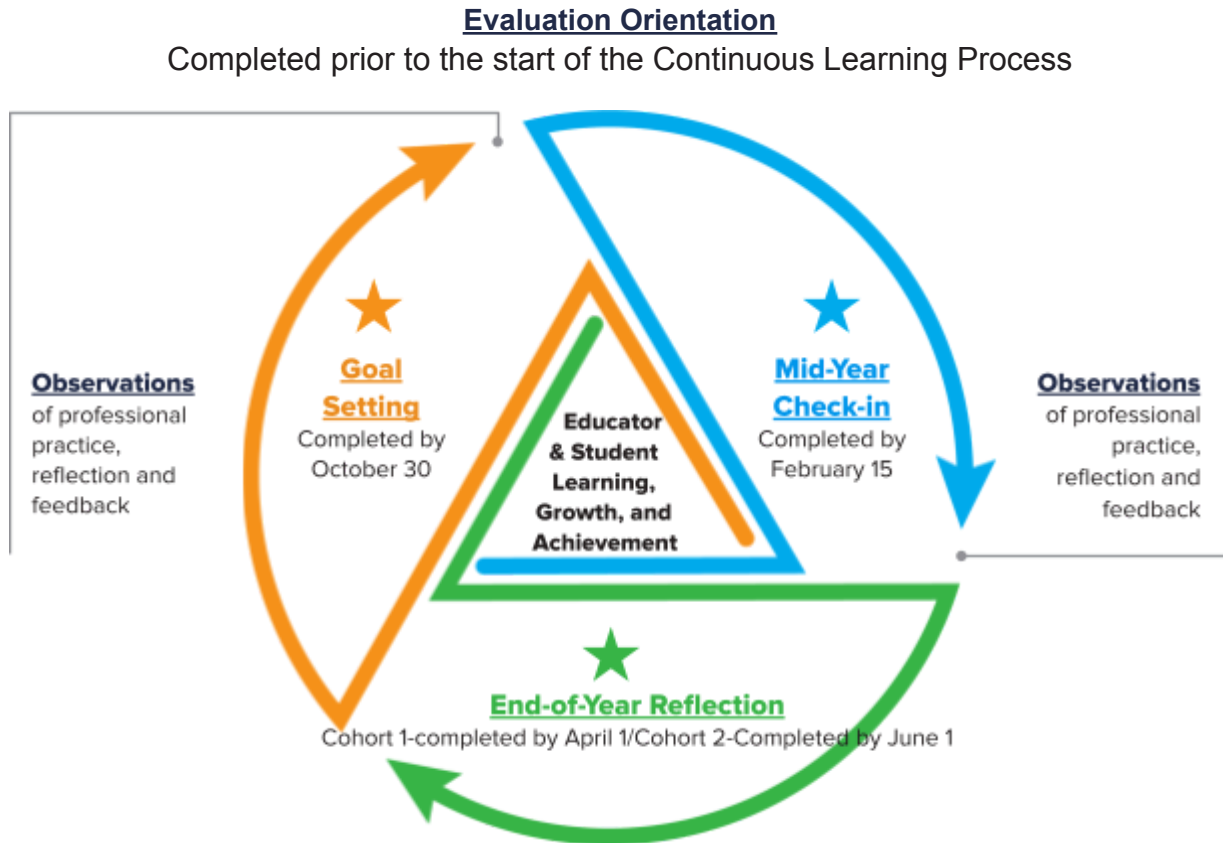 Evaluation Orientation
Completed prior to the start of the Continuous Learning Process
Observations
of professional
practice,
reflection and
feedback
Goal
Setting
Completed by
October 30
Educator
& Student
Learning,
Growth, and
Achievement
Mid-Year
Check-in
Completed by
February 15
Observations
of professional
practice,
reflection and
feedback
End-of-Year Reflection
Cohort 1-completed by April 1/Cohort 2-Completed by June 1